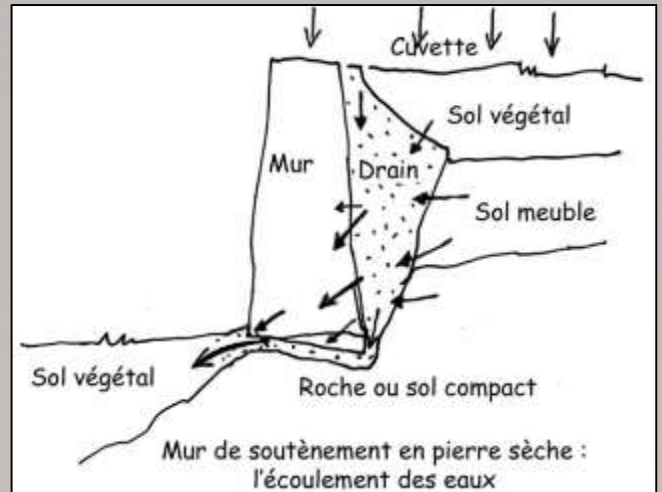 Cuvette
Sol végétal
Mur
Drain
Sol meuble
Sol végétal
Roche ou sol compact
Mur de soutènement en pierre sèche :
l'écoulement des eaux